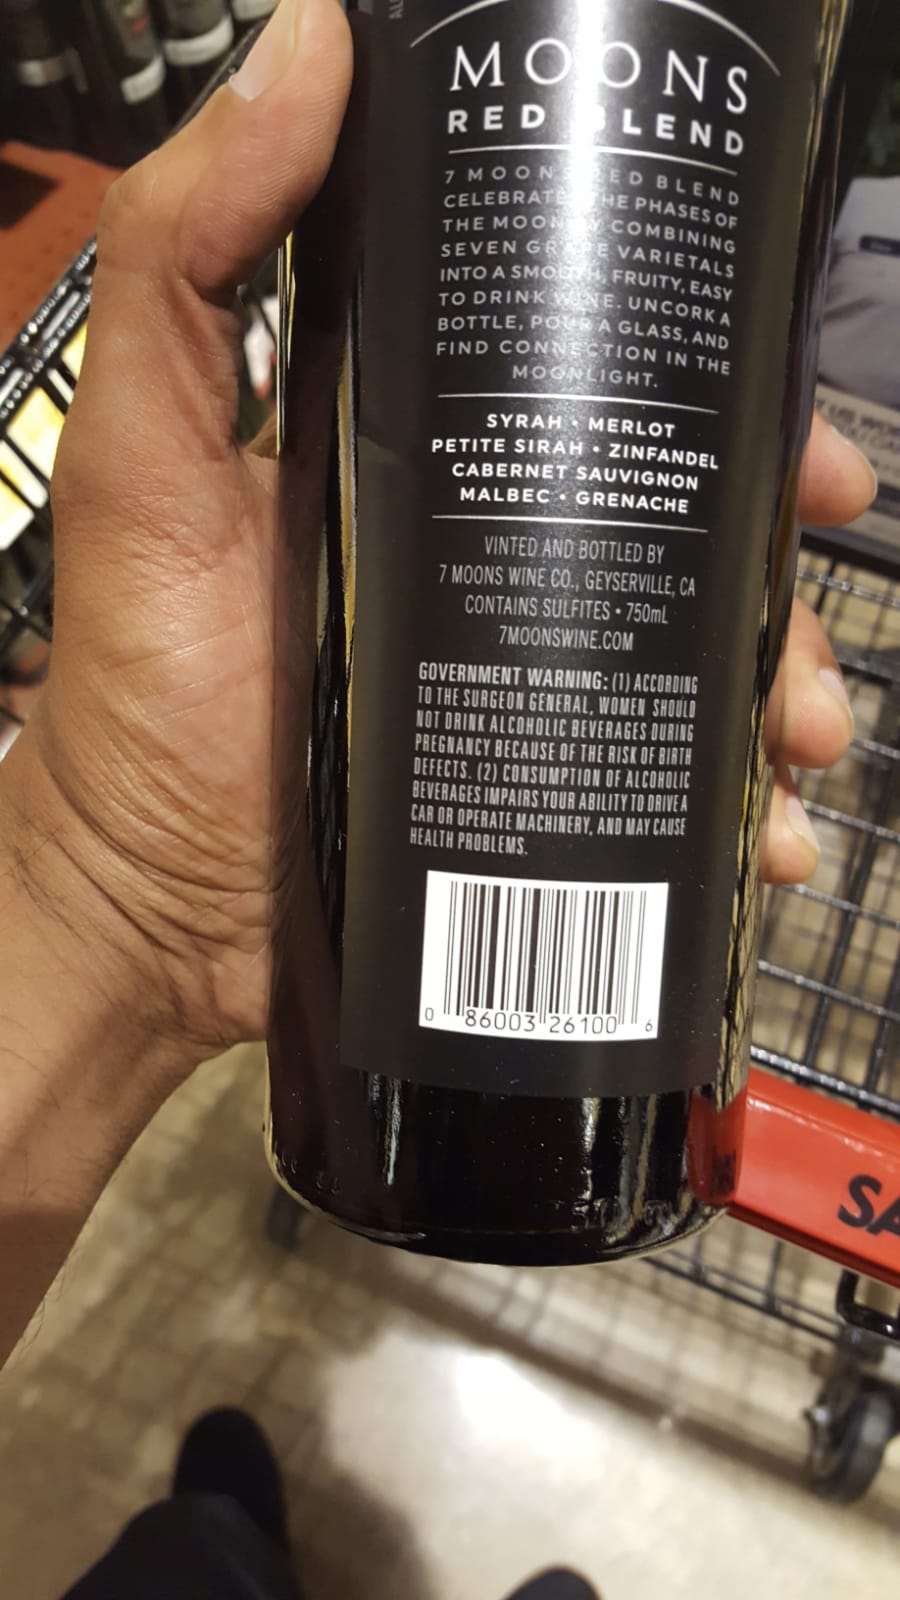 AL
MOONS
RED BLEND
7 MOONS RED BLEND
CELEBRATES THE PHASES OF
THE MOON BY COMBINING
SEVEN GRAPE VARIETALS
INTO A SMOOTH, FRUITY, EASY
TO DRINK WINE. UNCORK A
BOTTLE, POUR A GLASS, AND
FIND CONNECTION IN THE
MOONLIGHT.
SYRAH • MERLOT
PETITE SIRAH • ZINFANDEL
CABERNET SAUVIGNON
MALBEC • GRENACHE
VINTED AND BOTTLED BY
7 MOONS WINE CO., GEYSERVILLE, CA
CONTAINS SULFITES • 750mL
7MOONSWINE.COM
GOVERNMENT WARNING: (1) ACCORDING
TO THE SURGEON GENERAL, WOMEN SHOULD
NOT DRINK ALCOHOLIC BEVERAGES DURING
PREGNANCY BECAUSE OF THE RISK OF BIRTH
DEFECTS. (2) CONSUMPTION OF ALCOHOLIC
BEVERAGES IMPAIRS YOUR ABILITY TO DRIVE A
CAR OR OPERATE MACHINERY, AND MAY CAUSE
HEALTH PROBLEMS.
0 86003 26100 6
SA